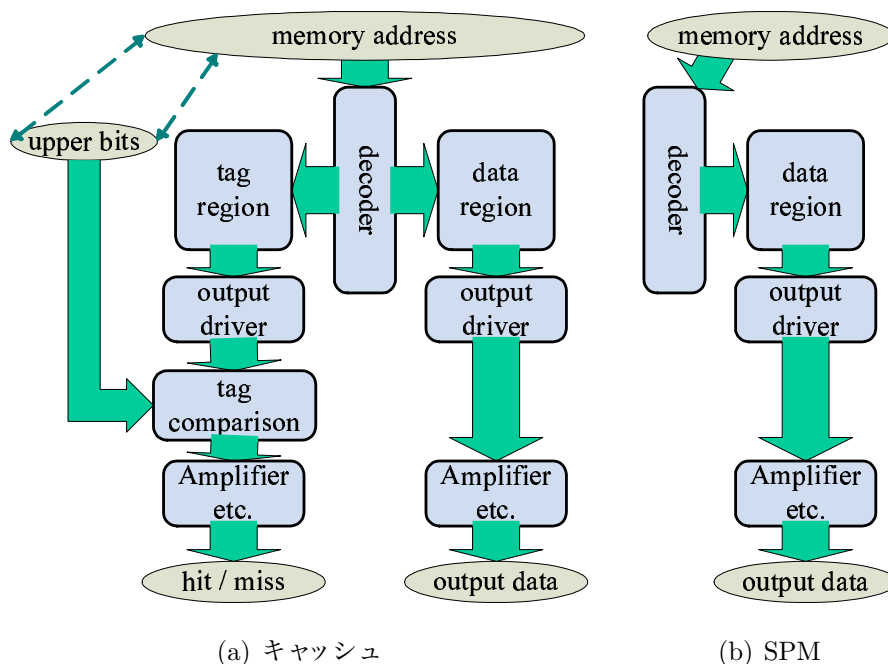 memory address
upper bits
decoder
tag
region
data
region
output
driver
output
driver
tag
comparison
Amplifier
etc.
Amplifier
etc.
hit / miss
output data
(a) キャッシュ
memory address
decoder
data
region
output
driver
Amplifier
etc.
output data
(b) SPM